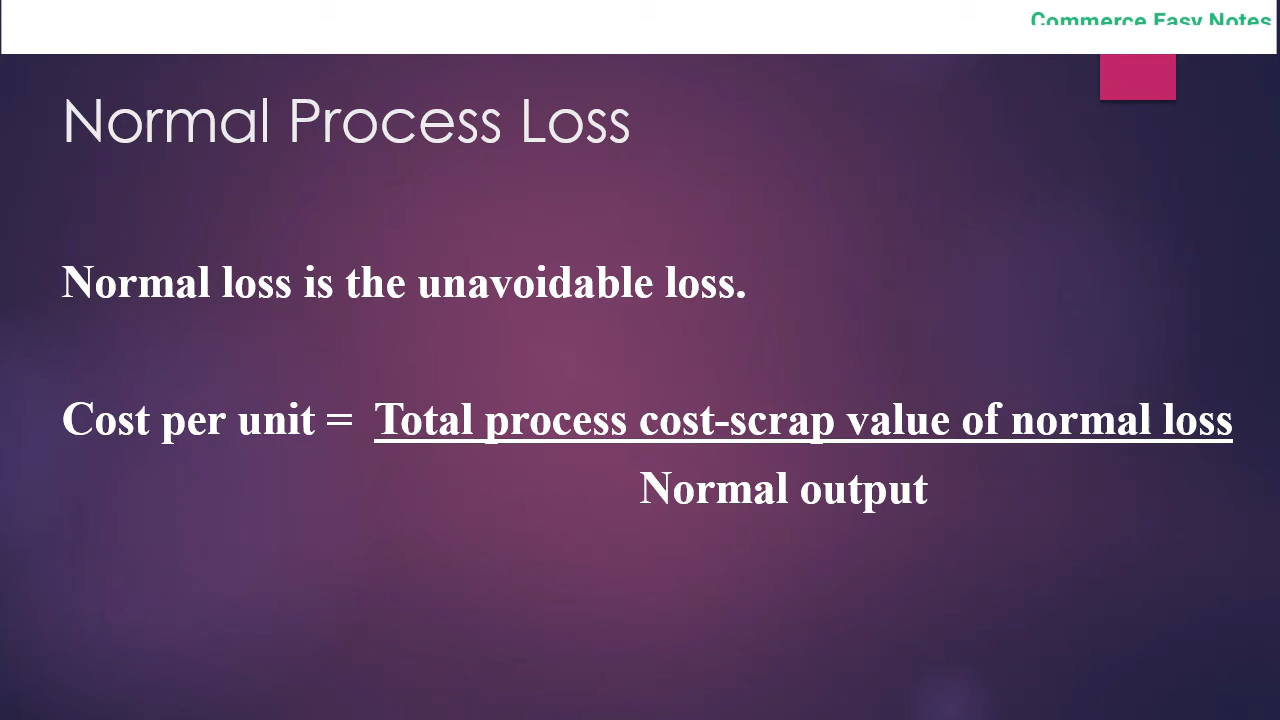 Commerce Easy Notes
Normal Process Loss
Normal loss is the unavoidable loss.
Cost per unit = Total process cost-scrap value of normal loss
Normal output